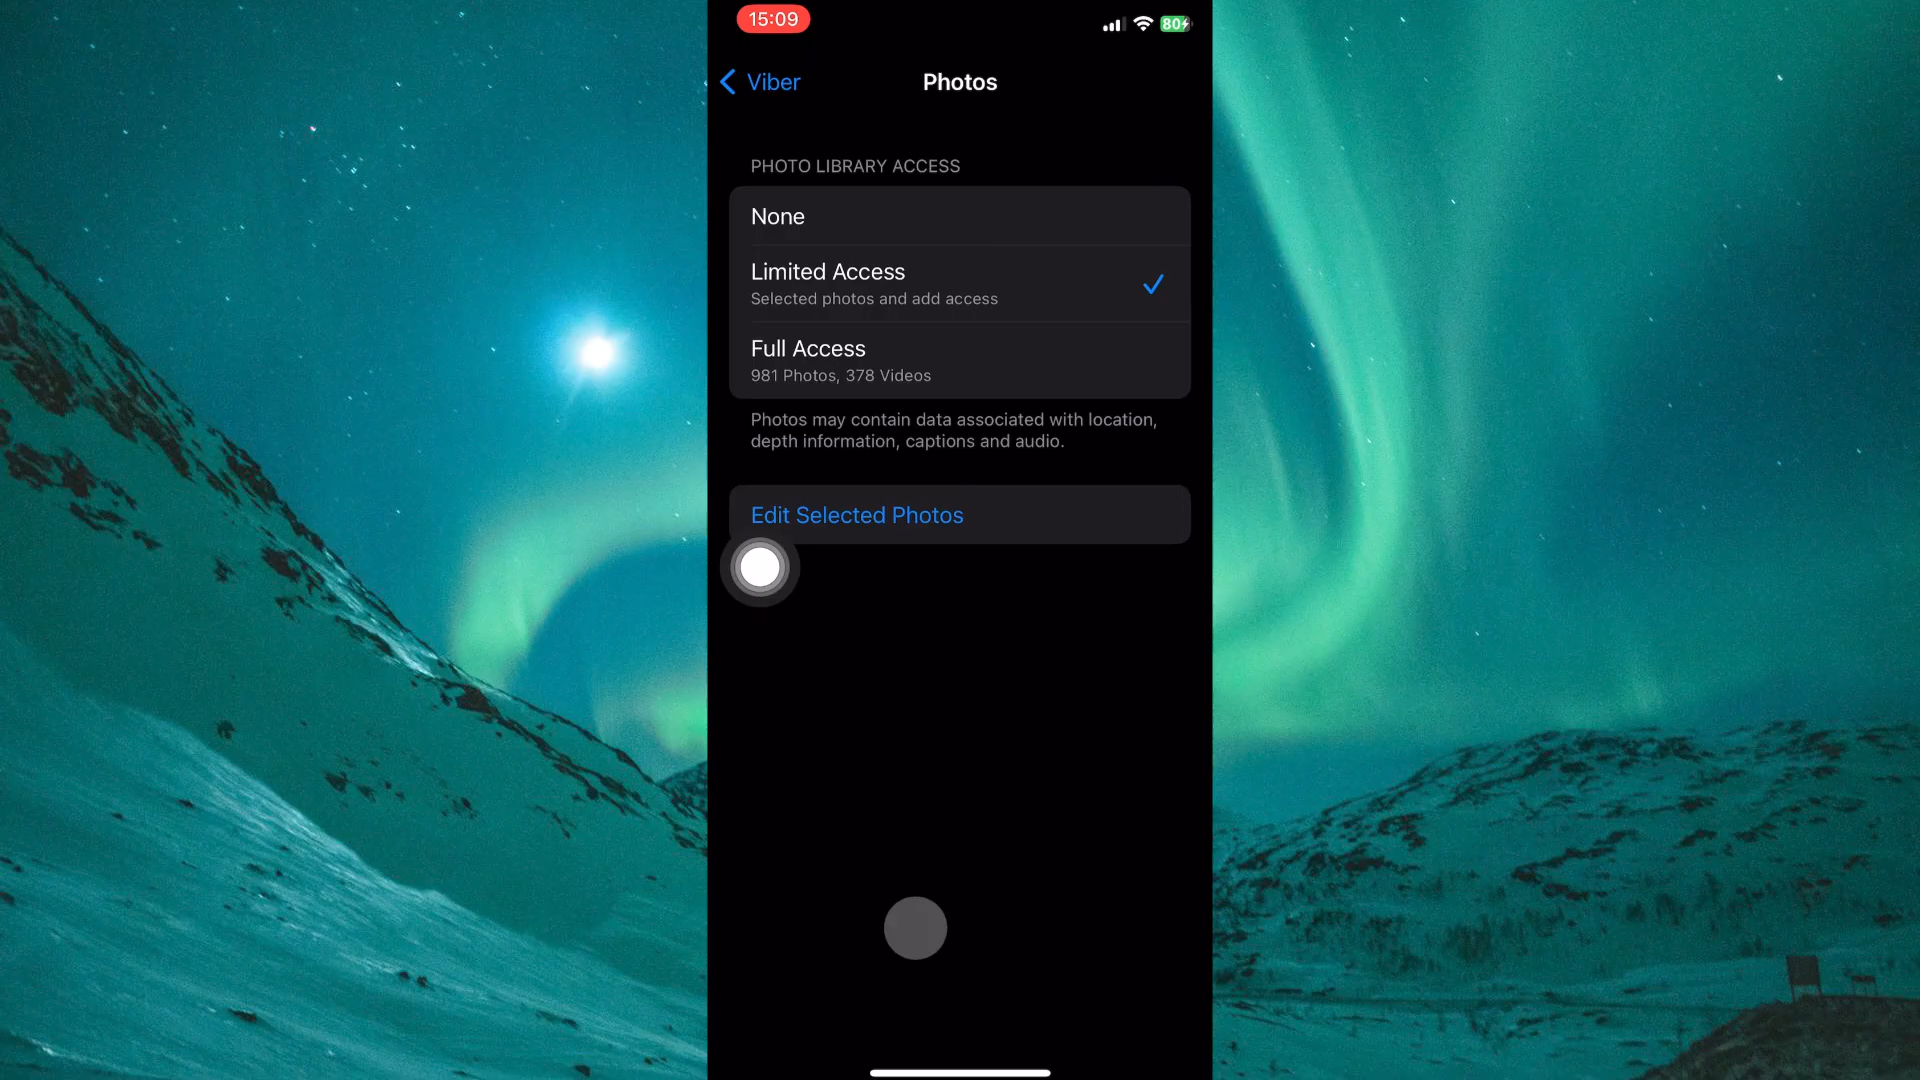 15:09
80
Viber
Photos
PHOTO LIBRARY ACCESS
None
Limited Access
Selected photos and add access
Full Access
981 Photos, 378 Videos
Photos may contain data associated with location,
depth information, captions and audio.
Edit Selected Photos